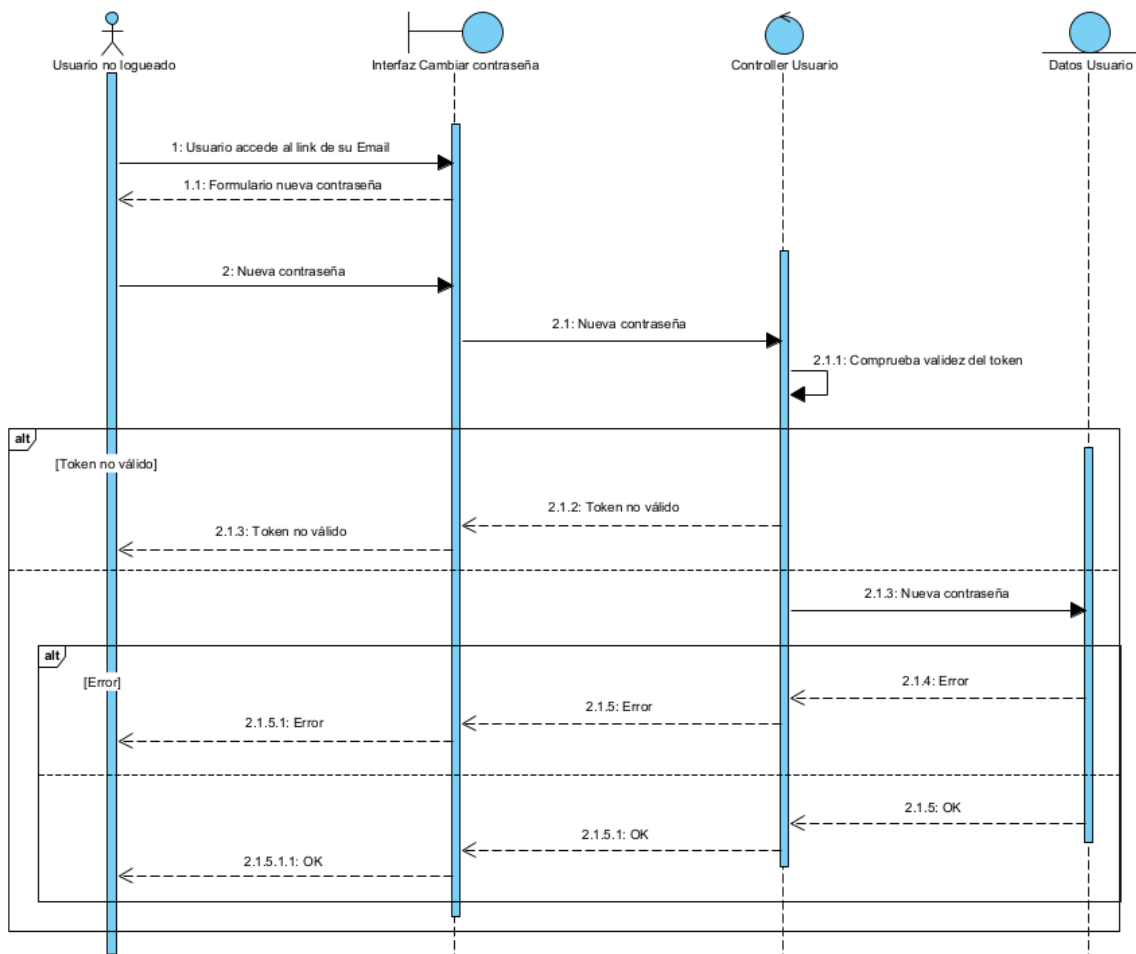 Usuario no logueado
Interfaz Cambiar contraseña
Controller Usuario
Datos Usuario
1: Usuario accede al link de su Email
1.1: Formulario nueva contraseña
2: Nueva contraseña
2.1: Nueva contraseña
2.1.1: Comprueba validez del token
alt
[Token no válido]
2.1.2: Token no válido
2.1.3: Token no válido
2.1.3: Nueva contraseña
alt
[Error]
2.1.4: Error
2.1.5: Error
2.1.5.1: Error
2.1.5: OK
2.1.5.1: OK
2.1.5.1.1: OK